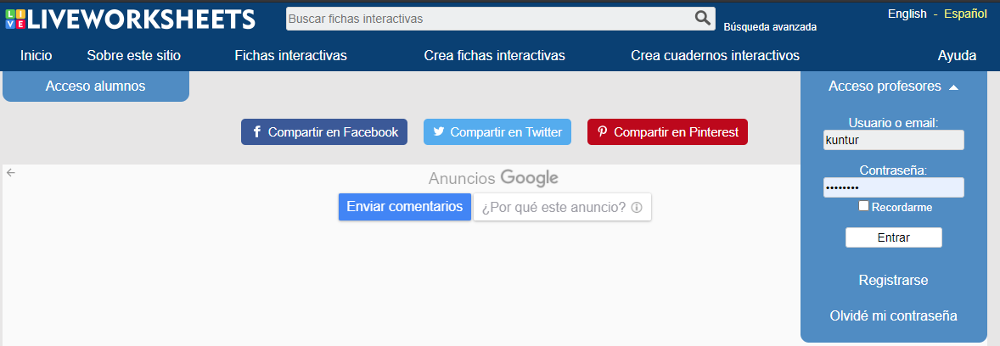 LIVE LIVEWORKSHEETS
Buscar fichas interactivas
Búsqueda avanzada
English - Español
Inicio Sobre este sitio Fichas interactivas Crea fichas interactivas Crea cuadernos interactivos Ayuda
Acceso alumnos
Acceso profesores
Compartir en Facebook Compartir en Twitter Compartir en Pinterest
Usuario o email:
kuntur
Contraseña:
••••••••
Recordarme
Entrar
Registrarse
Olvidé mi contraseña
Anuncios Google
Enviar comentarios ¿Por qué este anuncio?